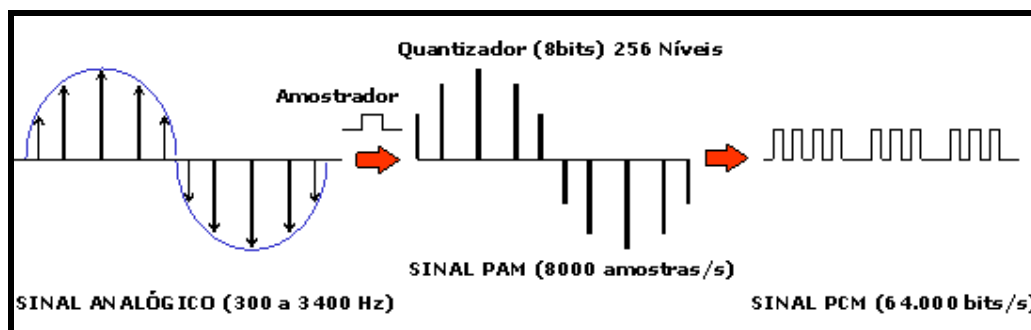 Quantizador (8bits) 256 Níveis
Amostrador
SINAL PAM (8000 amostras/s)
SINAL ANALÓGICO (300 a 3400 Hz)
SINAL PCM (64.000 bits/s)